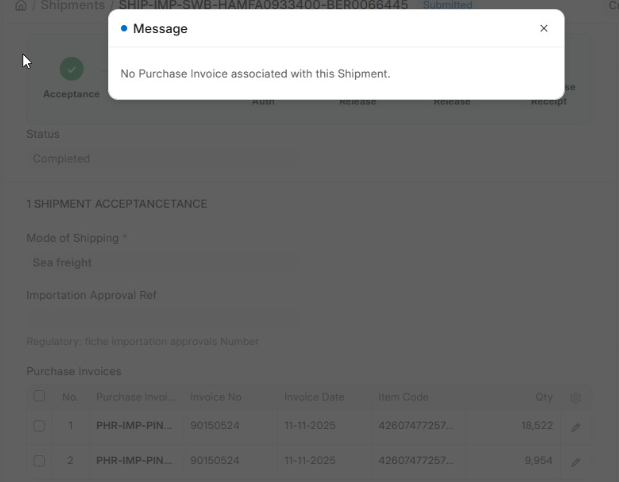 / Shipments / SHIP-IMP-SWB-HAMFA0933400-BER0066445 Submitted
Message
No Purchase Invoice associated with this Shipment.
Acceptance
Auth
Release
Release
Receipt
Status
Completed
1 SHIPMENT ACCEPTANCETANCE
Mode of Shipping *
Sea freight
Importation Approval Ref
Regulatory: fiche importation approvals Number
Purchase Invoices
No. Purchase Invoi... Invoice No Invoice Date Item Code Qty
1 PHR-IMP-PIN... 90150524 11-11-2025 42607477257... 18,522
2 PHR-IMP-PIN... 90150524 11-11-2025 42607477257... 9,954